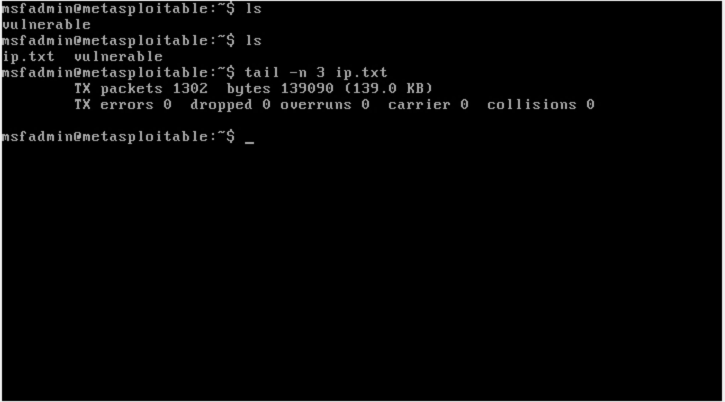 msfadmin@metasploitable:~$ ls
vulnerable
msfadmin@metasploitable:~$ ls
ip.txt  vulnerable
msfadmin@metasploitable:~$ tail -n 3 ip.txt
        TX packets 1302  bytes 139090 (139.0 KB)
        TX errors 0  dropped 0 overruns 0  carrier 0  collisions 0

msfadmin@metasploitable:~$ _